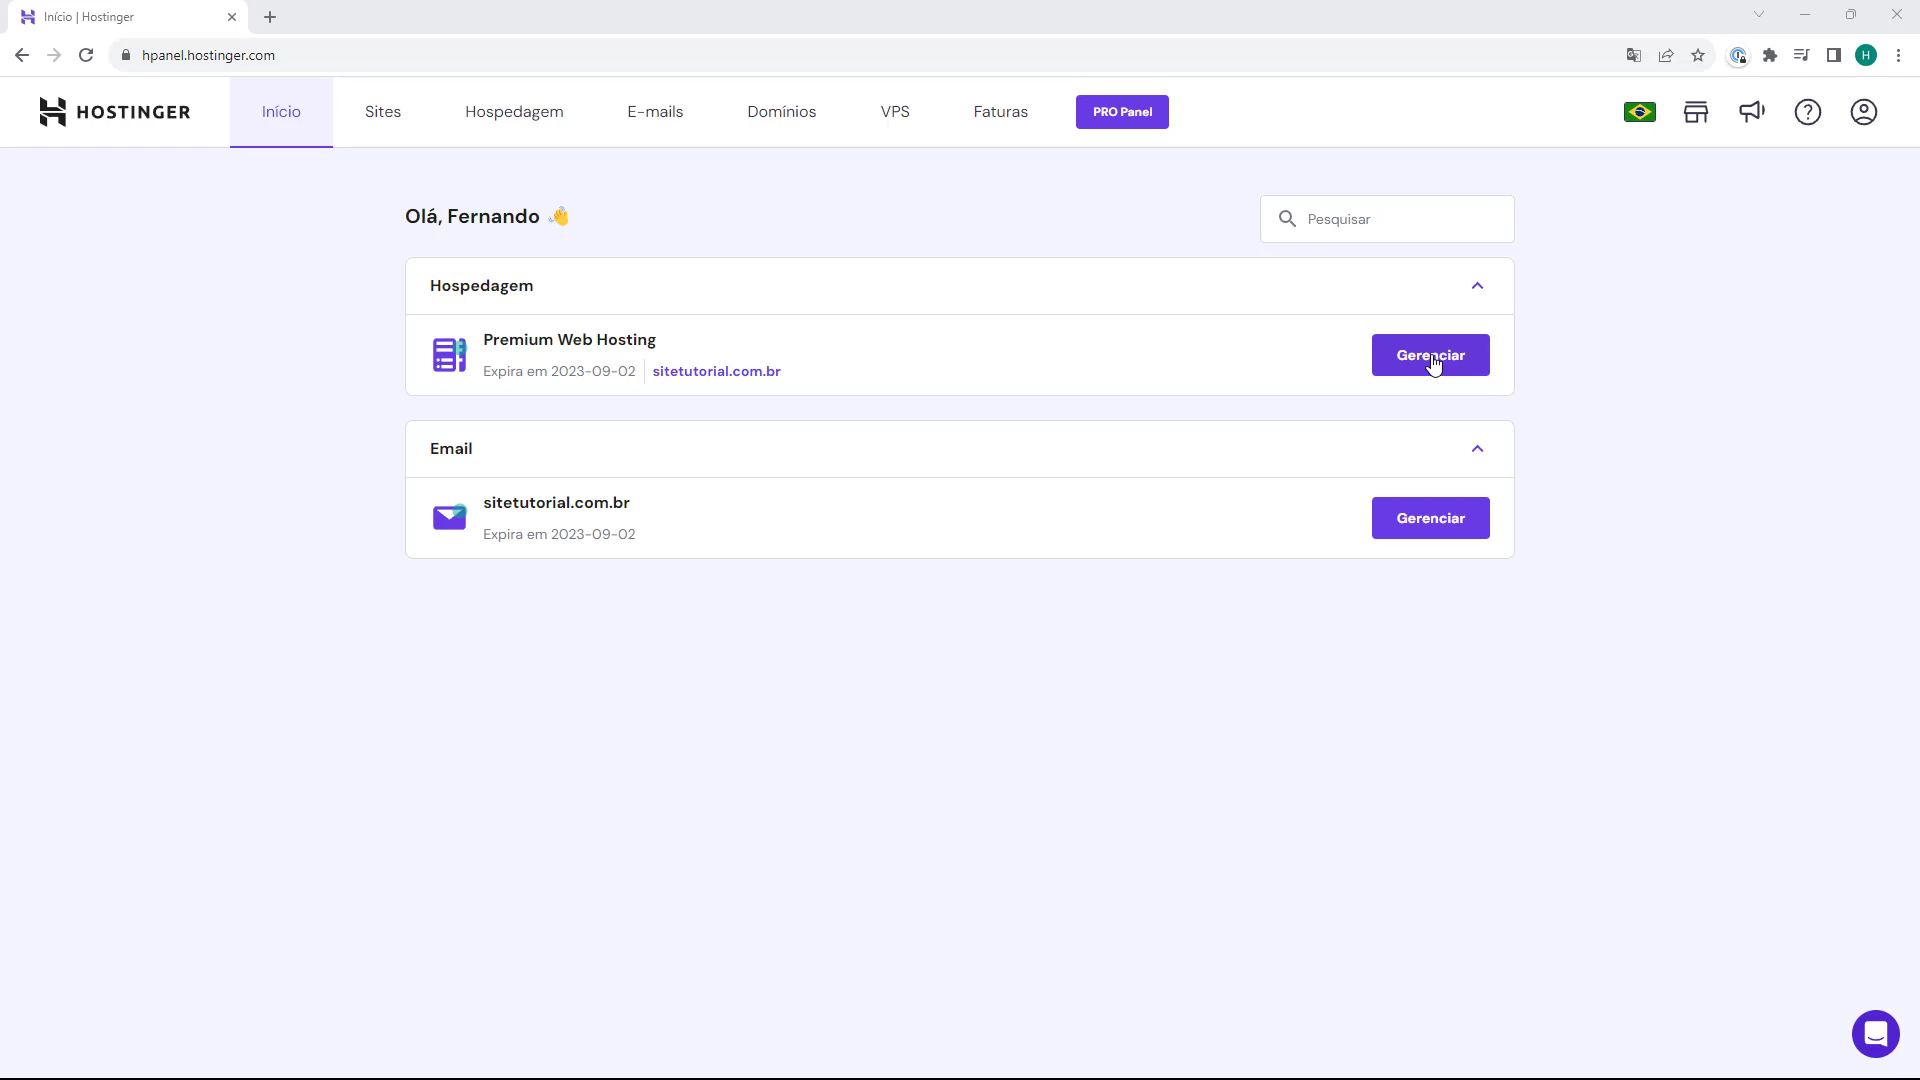 Início | Hostinger
hpanel.hostinger.com
H
HOSTINGER
Início
Sites
Hospedagem
E-mails
Domínios
VPS
Faturas
PRO Panel
Olá, Fernando 👋
Pesquisar
Hospedagem
Premium Web Hosting
Expira em 2023-09-02
sitetutorial.com.br
Gerenciar
Email
sitetutorial.com.br
Expira em 2023-09-02
Gerenciar